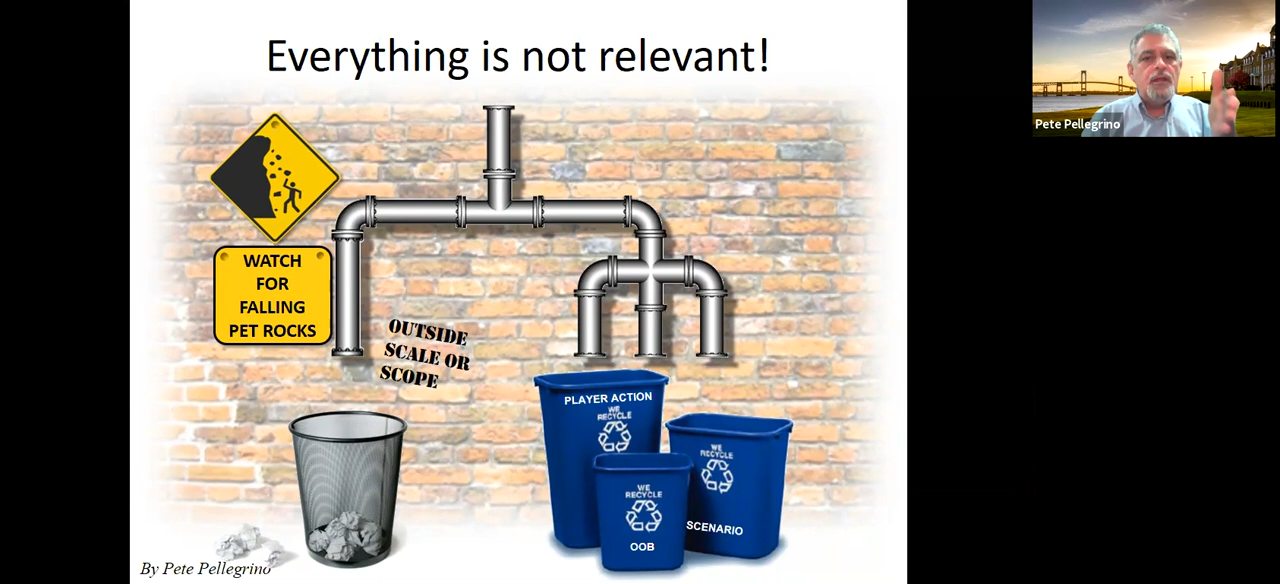 Everything is not relevant!
Pete Pellegrino
WATCH
FOR
FALLING
PET ROCKS
OUTSIDE
SCALE OR
SCOPE
PLAYER ACTION
WE
RECYCLE
WE
RECYCLE
SCENARIO
WE
RECYCLE
OOB
By Pete Pellegrino